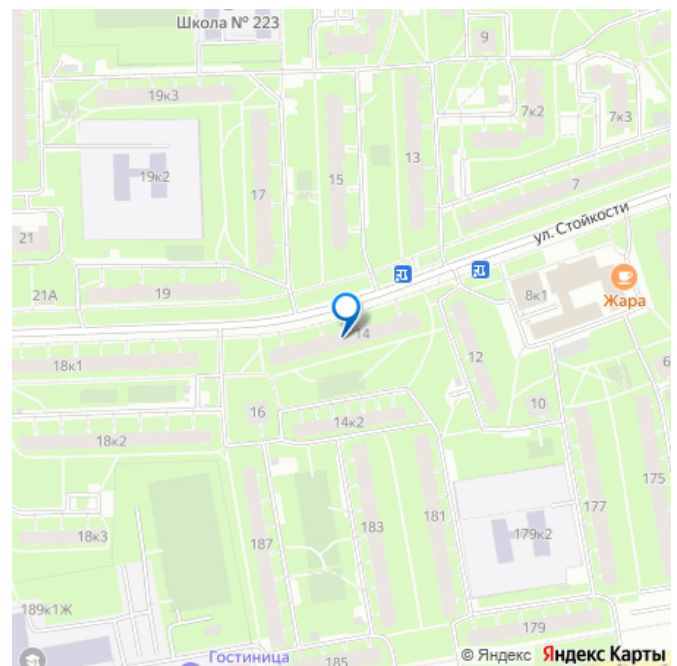 Школа № 223
9
19к3
7к2
7к3
13
15
17
19к2
7
ул. Стойкости
21
21А
19
8к1
Жара
14
18к1
12
6
16
10
14к2
18к2
175
177
181
183
187
18к3
179к2
189к1Ж
179
Гостиница
185
© Яндекс Яндекс Карты